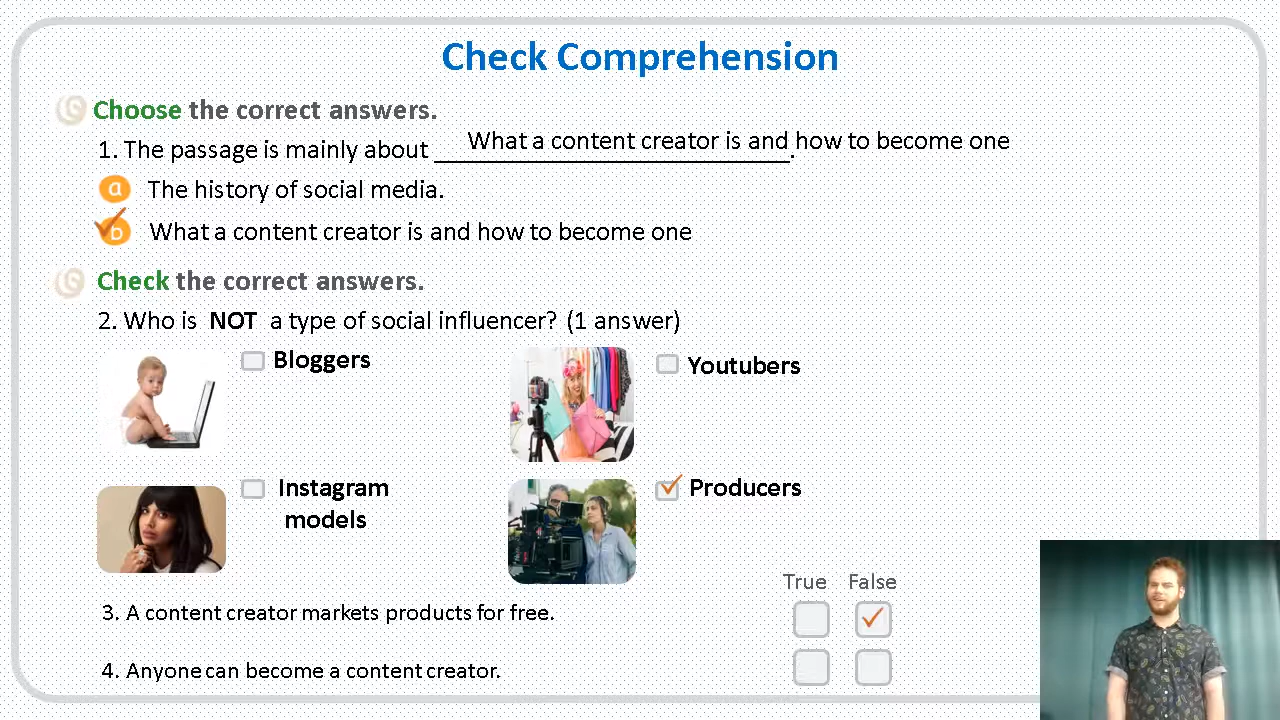 Check Comprehension
Choose the correct answers.
1. The passage is mainly about ____________________________. What a content creator is and how to become one
a The history of social media.
b What a content creator is and how to become one
Check the correct answers.
2. Who is NOT a type of social influencer? (1 answer)
Bloggers
Youtubers
Instagram
models
Producers
True False
3. A content creator markets products for free.
4. Anyone can become a content creator.